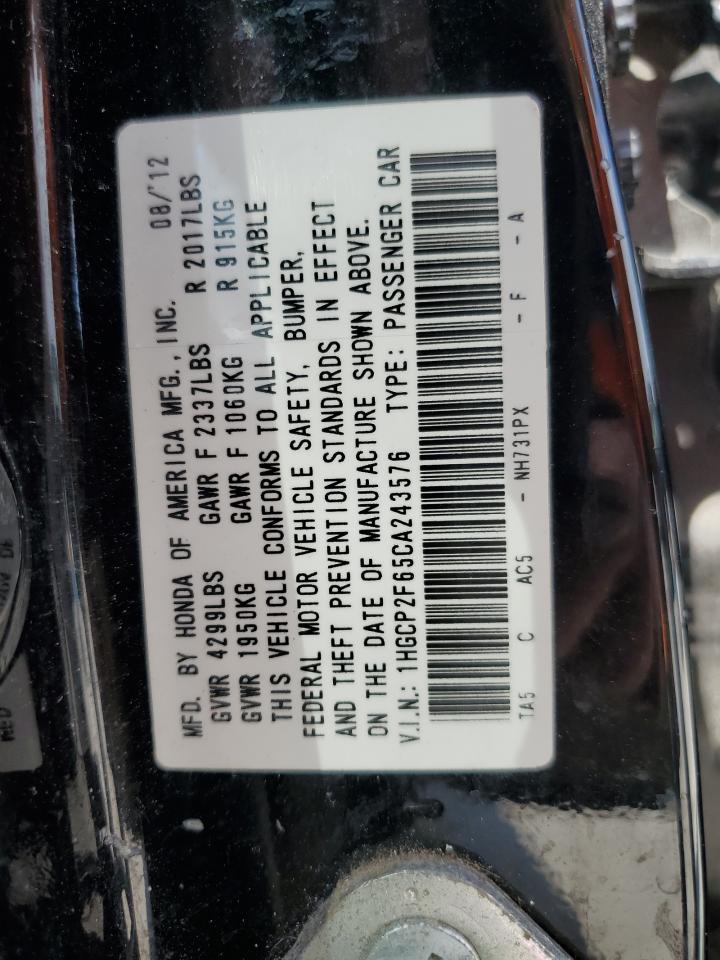 MFD. BY HONDA OF AMERICA MFG., INC. 08/'12
GVWR 4299LBS GAWR F 2337LBS R 2017LBS
GVWR 1950KG GAWR F 1060KG R 915KG
THIS VEHICLE CONFORMS TO ALL APPLICABLE
FEDERAL MOTOR VEHICLE SAFETY, BUMPER,
AND THEFT PREVENTION STANDARDS IN EFFECT
ON THE DATE OF MANUFACTURE SHOWN ABOVE.
V.I.N.: 1HGCP2F65CA243576 TYPE: PASSENGER CAR
TA5 C AC5 - NH731PX - F - A